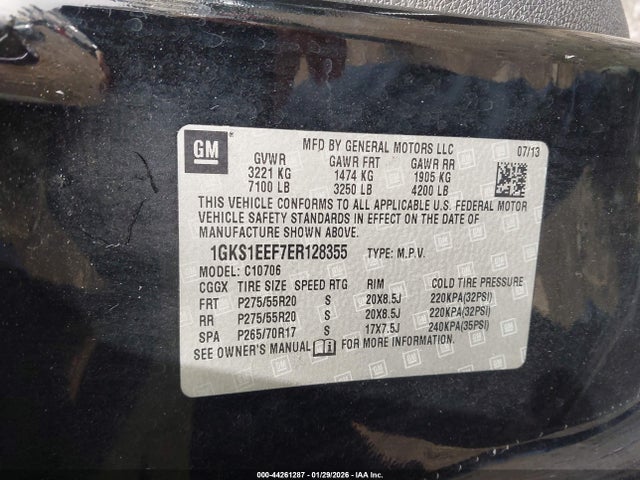 GM
MFD BY GENERAL MOTORS LLC 07/13
GVWR GAWR FRT GAWR RR
3221 KG 1474 KG 1905 KG
7100 LB 3250 LB 4200 LB
THIS VEHICLE CONFORMS TO ALL APPLICABLE U.S. FEDERAL MOTOR
VEHICLE SAFETY STANDARDS IN EFFECT ON THE DATE OF
MANUFACTURE SHOWN ABOVE.
1GKS1EEF7ER128355 TYPE: M.P.V.
MODEL: C10706
CGGX TIRE SIZE SPEED RTG RIM COLD TIRE PRESSURE
FRT P275/55R20 S 20X8.5J 220KPA(32PSI)
RR P275/55R20 S 20X8.5J 220KPA(32PSI)
SPA P265/70R17 S 17X7.5J 240KPA(35PSI)
SEE OWNER'S MANUAL FOR MORE INFORMATION.
000-44261287 - 01/29/2026 - IAA Inc.